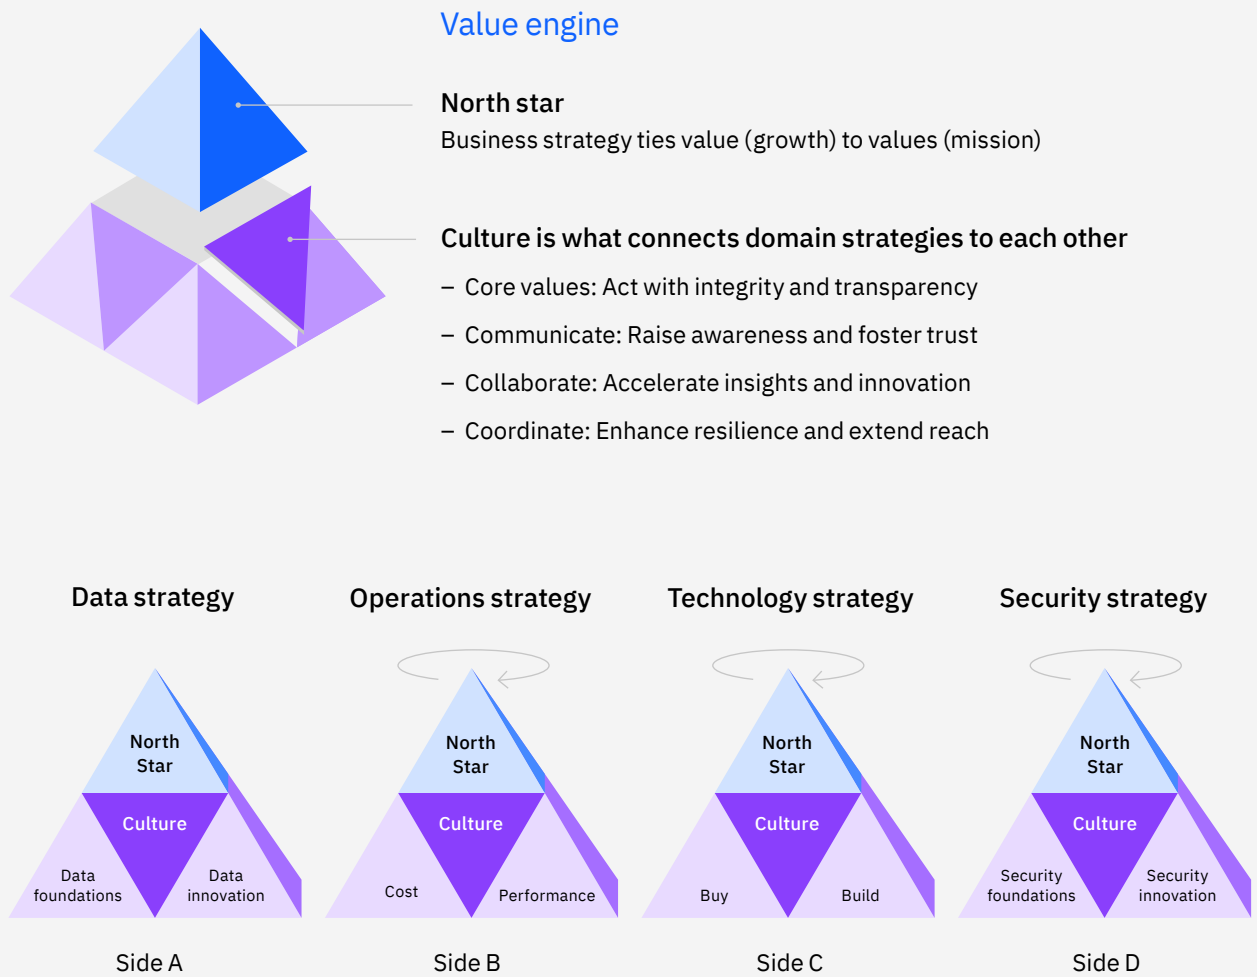 Value engine
North star
Business strategy ties value (growth) to values (mission)
Culture is what connects domain strategies to each other
– Core values: Act with integrity and transparency
– Communicate: Raise awareness and foster trust
– Collaborate: Accelerate insights and innovation
– Coordinate: Enhance resilience and extend reach
Data strategy
North
Star
Culture
Data
foundations
Data
innovation
Side A
Operations strategy
North
Star
Culture
Cost
Performance
Side B
Technology strategy
North
Star
Culture
Buy
Build
Side C
Security strategy
North
Star
Culture
Security
foundations
Security
innovation
Side D